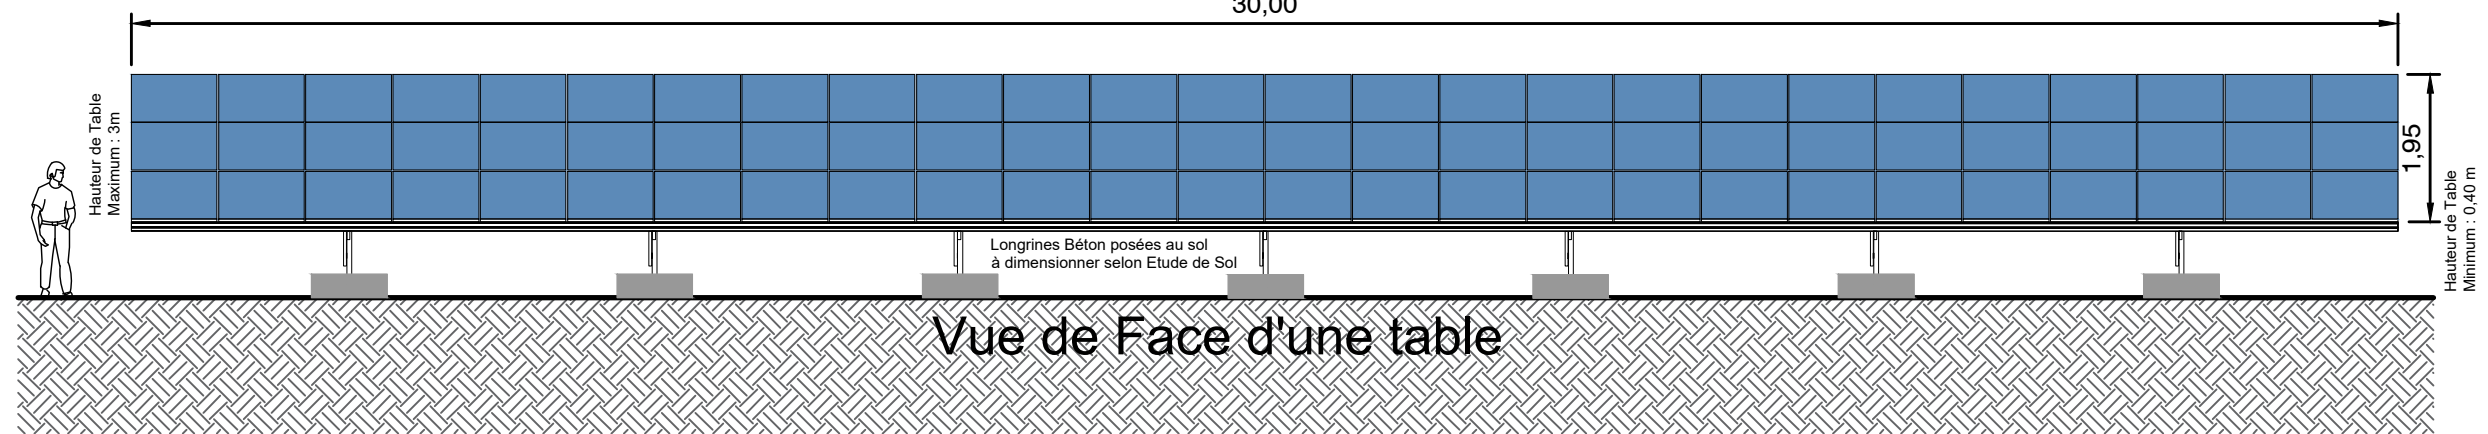 30,00
Hauteur de Table
Maximum : 3m
1,95
Hauteur de Table
Minimum : 0,40 m
Longrines Béton posées au sol
à dimensionner selon Etude de Sol
Vue de Face d'une table